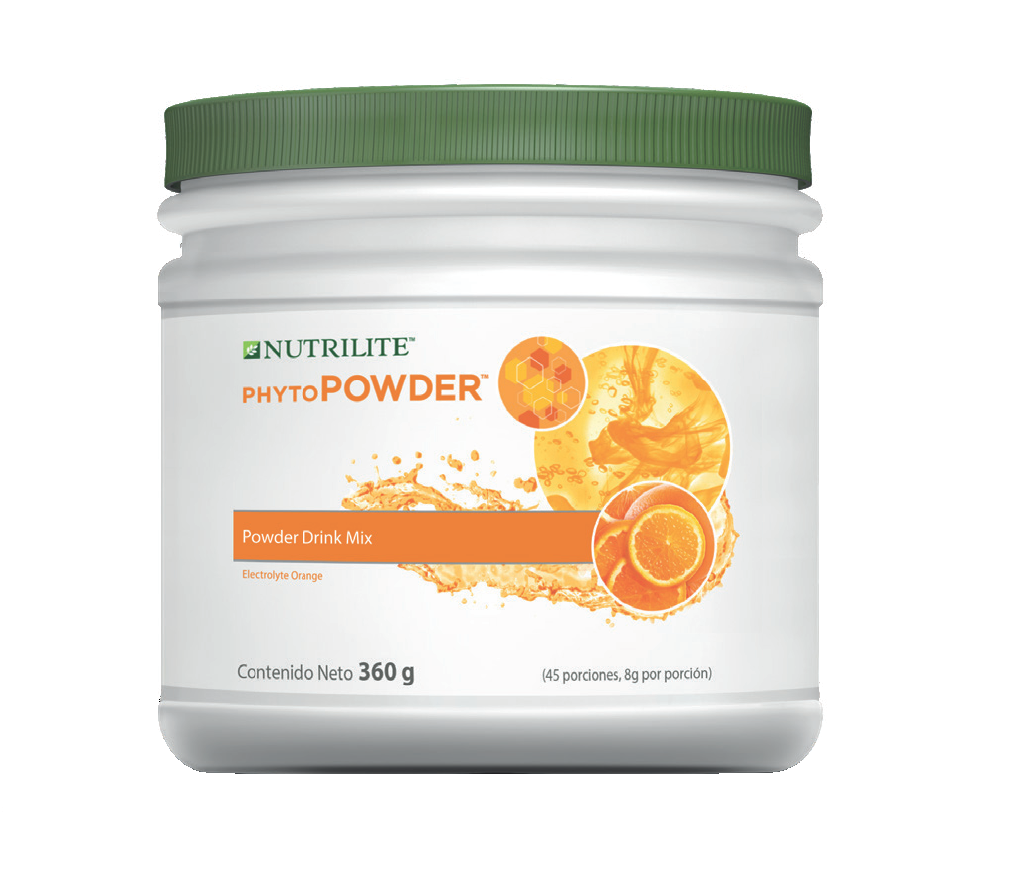 NUTRILITE™
PHYTOPOWDER™
Powder Drink Mix
Electrolyte Orange
Contenido Neto 360 g
(45 porciones, 8g por porción)